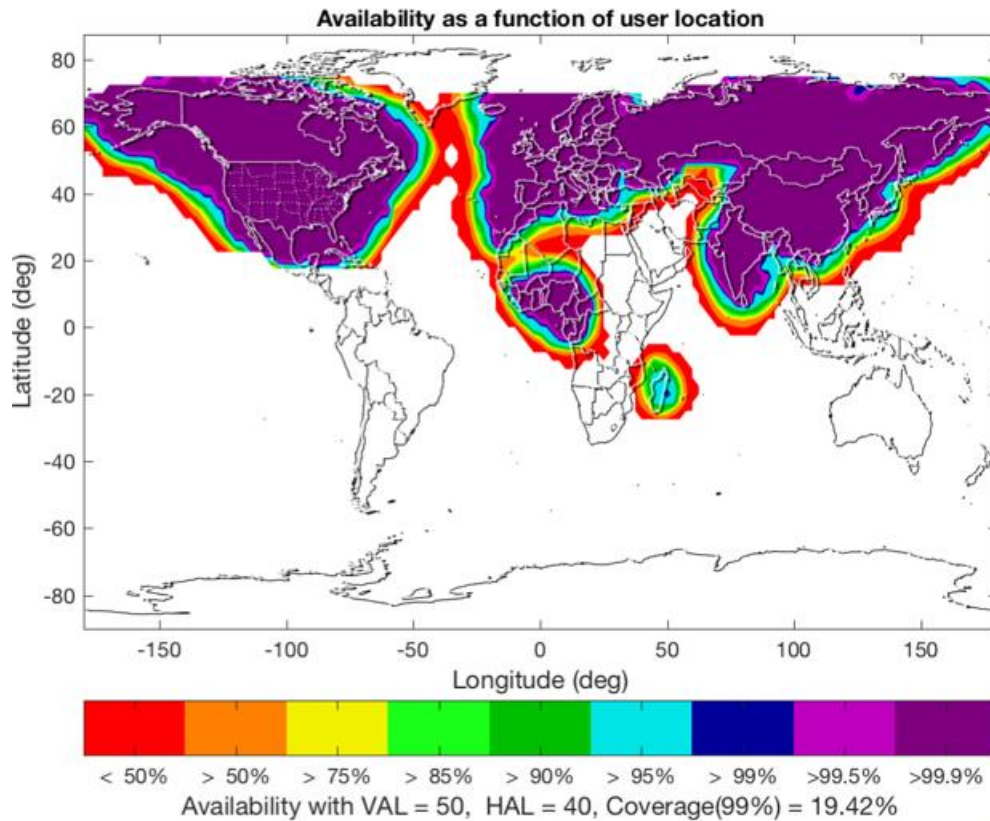 Availability as a function of user location
80
60
40
20
0
-20
-40
-60
-80
Latitude (deg)
-150 -100 -50 0 50 100 150
Longitude (deg)
< 50% > 50% > 75% > 85% > 90% > 95% > 99% >99.5% >99.9%
Availability with VAL = 50, HAL = 40, Coverage(99%) = 19.42%